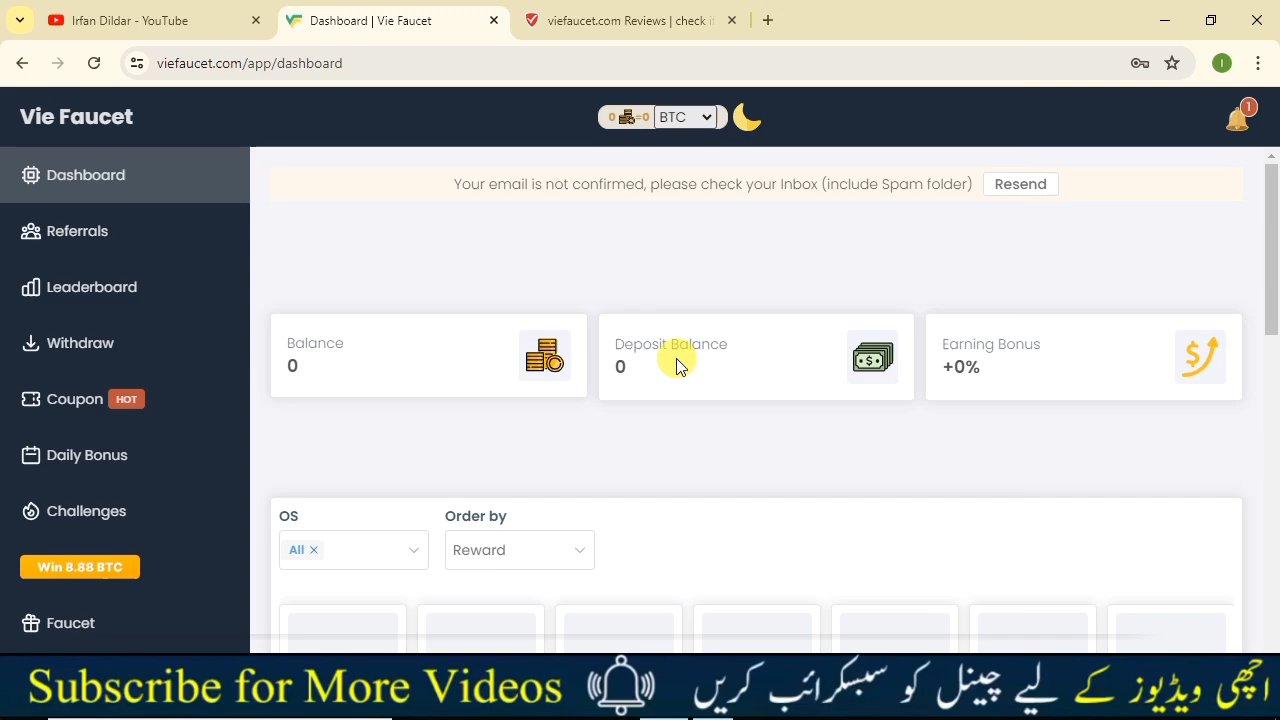 Irfan Dildar - YouTube
Dashboard | Vie Faucet
viefaucet.com Reviews | check i
viefaucet.com/app/dashboard
I
Vie Faucet
0 =0 BTC
1
Dashboard
Your email is not confirmed, please check your Inbox (include Spam folder) Resend
Referrals
Leaderboard
Withdraw
Coupon HOT
Daily Bonus
Challenges
Win 8.88 BTC
Faucet
Balance
0
Deposit Balance
0
Earning Bonus
+0%
OS
Order by
All
Reward
Subscribe for More Videos
اچھی ویڈیوز کے لیے چینل کو سبسکرائب کریں